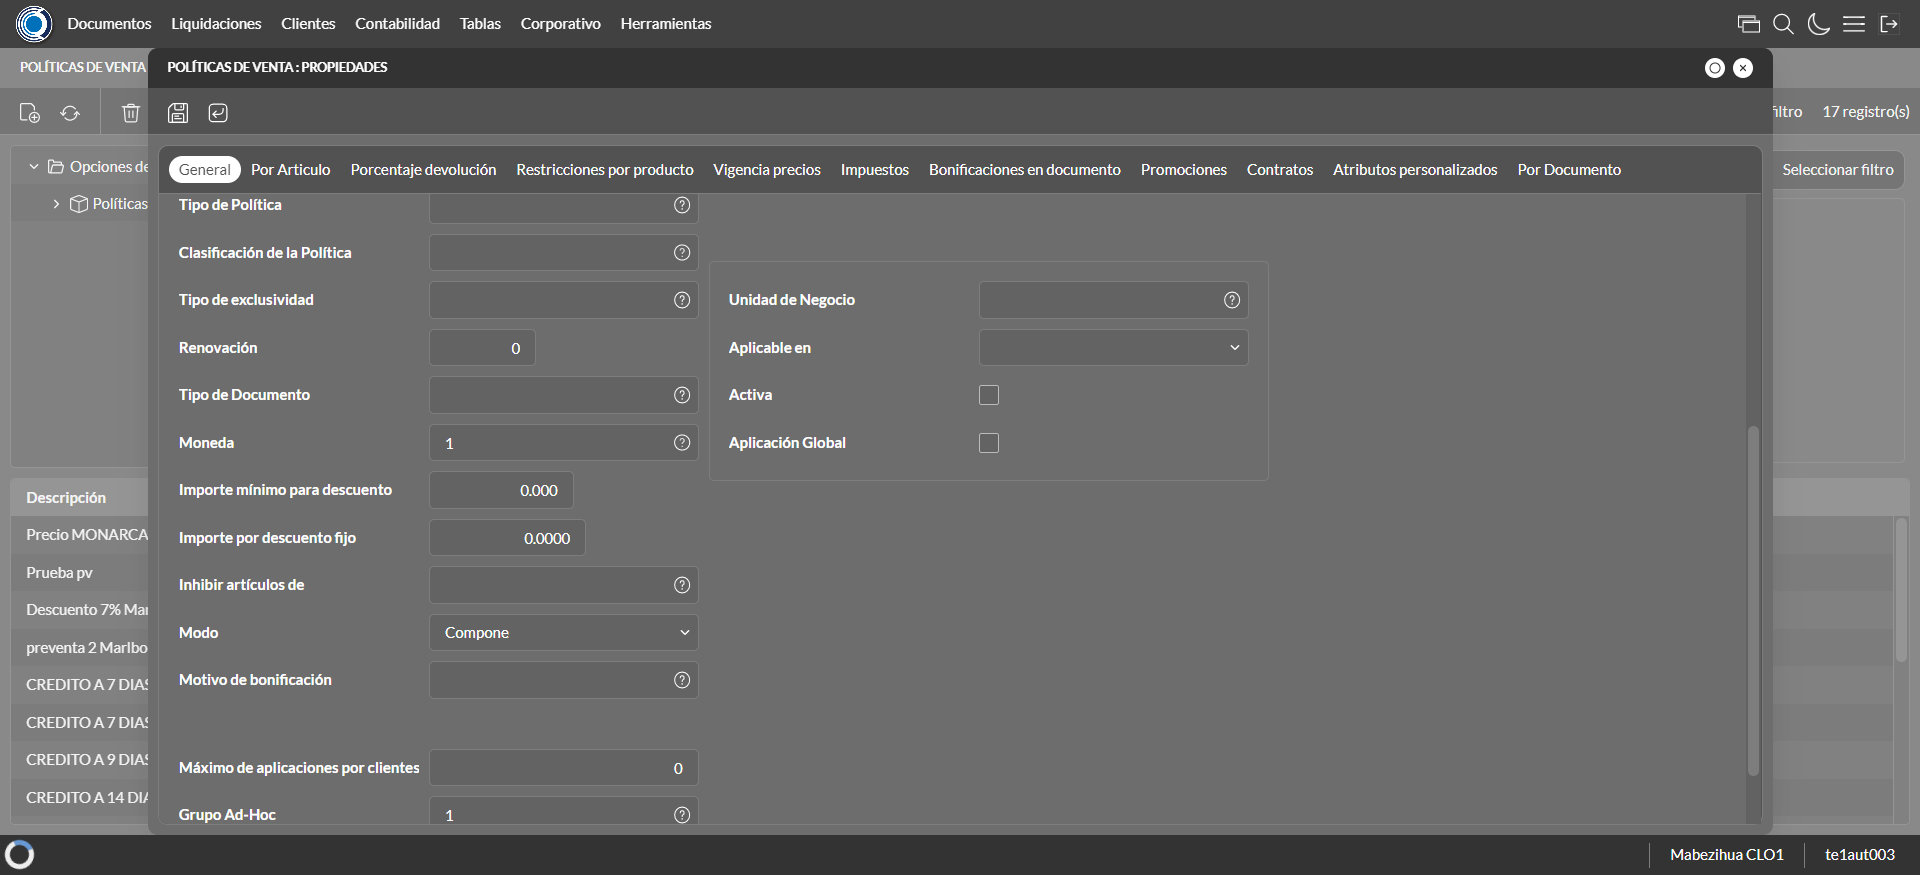 Documentos Liquidaciones Clientes Contabilidad Tablas Corporativo Herramientas
POLÍTICAS DE VENTA
POLÍTICAS DE VENTA : PROPIEDADES
filtro 17 registro(s)
Opciones de
Políticas
Seleccionar filtro
General Por Articulo Porcentaje devolución Restricciones por producto Vigencia precios Impuestos Bonificaciones en documento Promociones Contratos Atributos personalizados Por Documento
Tipo de Política
Clasificación de la Política
Tipo de exclusividad
Unidad de Negocio
Renovación 0
Aplicable en
Tipo de Documento
Activa
Moneda 1
Aplicación Global
Importe mínimo para descuento 0.000
Importe por descuento fijo 0.0000
Inhibir artículos de
Modo Compone
Motivo de bonificación
Máximo de aplicaciones por clientes 0
Grupo Ad-Hoc 1
Descripción
Precio MONARCA
Prueba pv
Descuento 7% Mar
preventa 2 Marlbo
CREDITO A 7 DIAS
CREDITO A 7 DIAS
CREDITO A 9 DIAS
CREDITO A 14 DIA
Mabezihua CLO1 te1aut003